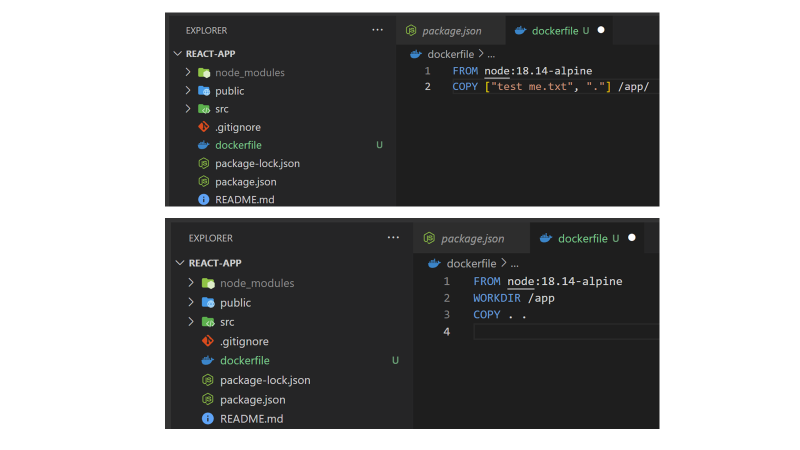 EXPLORER ...
REACT-APP
node_modules
public
src
.gitignore
dockerfile U
package-lock.json
package.json
README.md
package.json dockerfile U
dockerfile > ...
1 FROM node:18.14-alpine
2 COPY ["test me.txt", "."] /app/
EXPLORER ...
REACT-APP
node_modules
public
src
.gitignore
dockerfile U
package-lock.json
package.json
README.md
package.json dockerfile U
dockerfile > ...
1 FROM node:18.14-alpine
2 WORKDIR /app
3 COPY . .
4